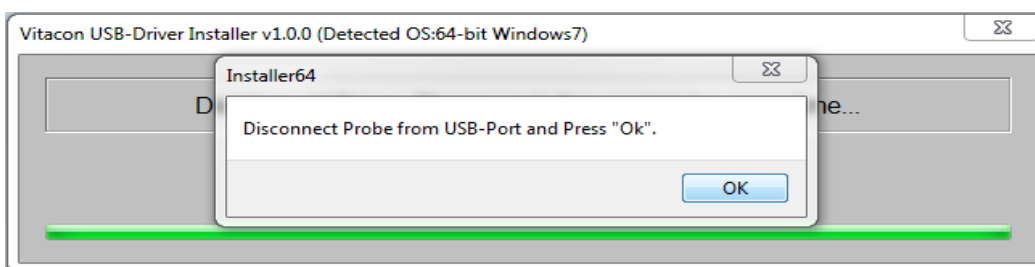 Vitacon USB-Driver Installer v1.0.0 (Detected OS:64-bit Windows7)
Installer64
Disconnect Probe from USB-Port and Press "Ok".
OK